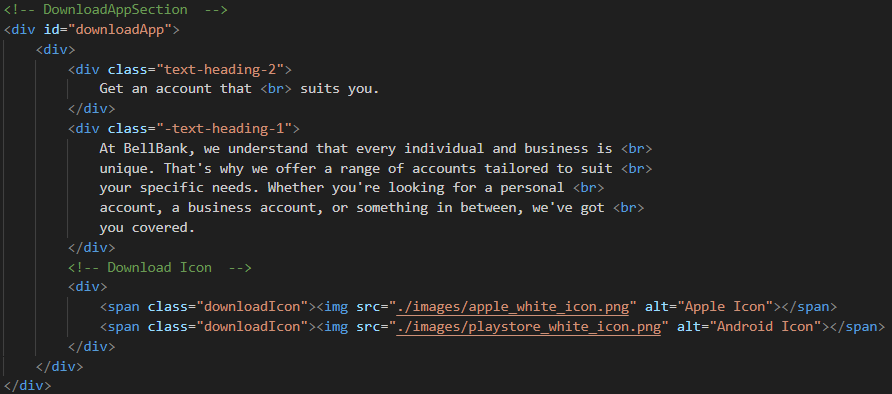 <!-- DownloadAppSection  -->
<div id="downloadApp">
    <div>
        <div class="text-heading-2">
            Get an account that <br> suits you.
        </div>
        <div class="-text-heading-1">
            At BellBank, we understand that every individual and business is <br>
            unique. That's why we offer a range of accounts tailored to suit <br>
            your specific needs. Whether you're looking for a personal <br>
            account, a business account, or something in between, we've got <br>
            you covered.
        </div>
        <!-- Download Icon  -->
        <div>
            <span class="downloadIcon"><img src="./images/apple_white_icon.png" alt="Apple Icon"></span>
            <span class="downloadIcon"><img src="./images/playstore_white_icon.png" alt="Android Icon"></span>
        </div>
    </div>
</div>